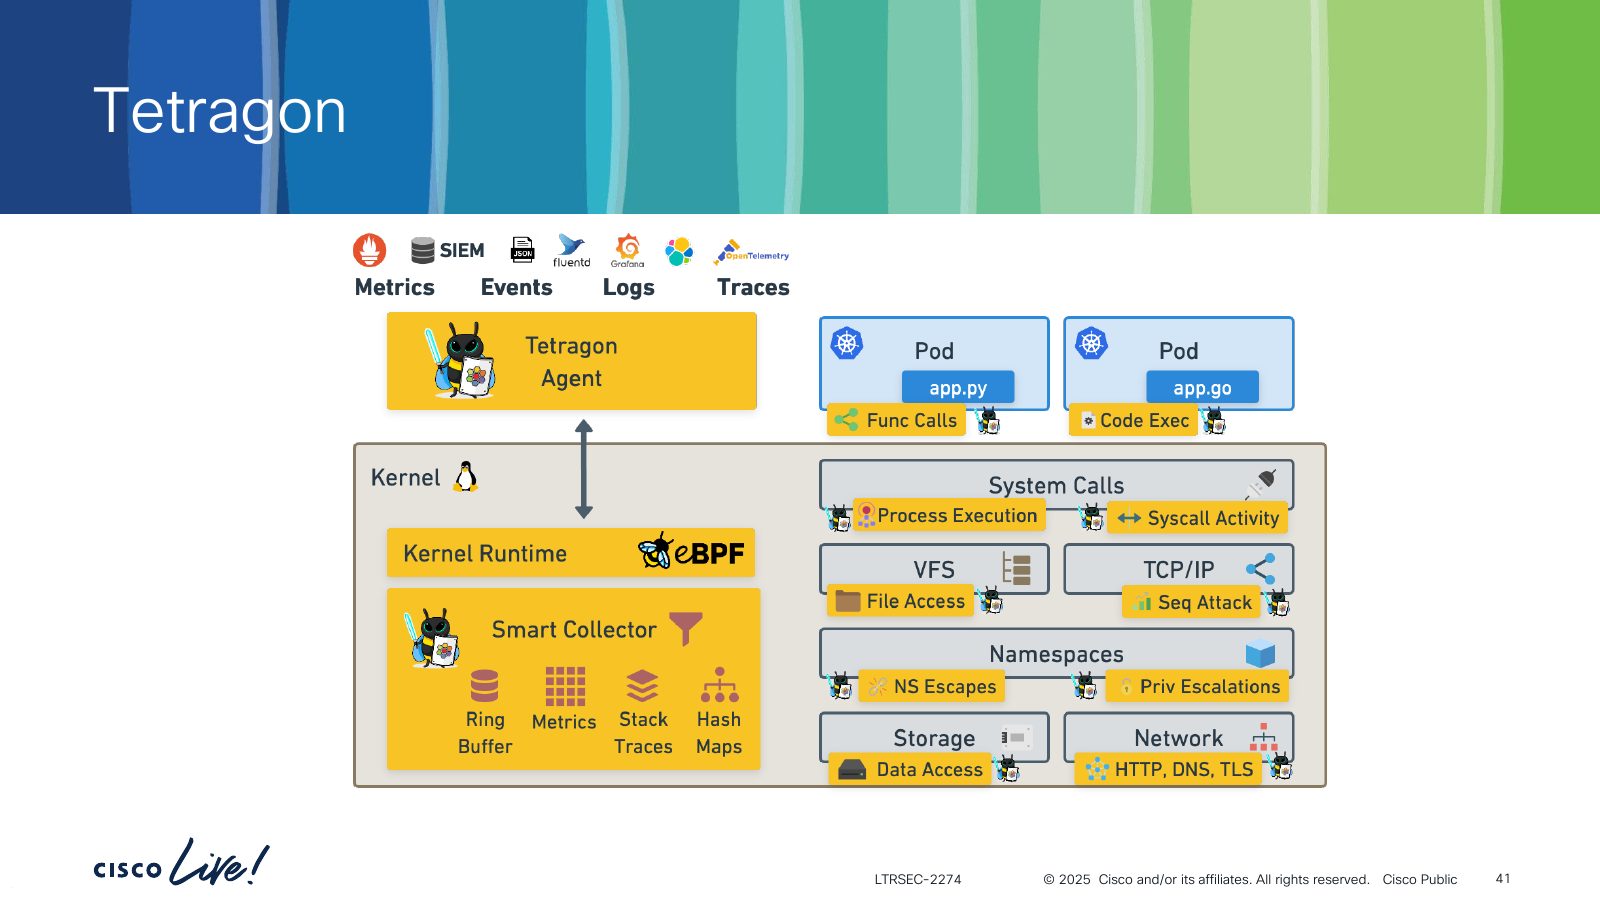 Tetragon
SIEM
JSON
fluentd
Grafana
OpenTelemetry
Metrics Events Logs Traces
Tetragon
Agent
Pod
app.py
Func Calls
Pod
app.go
Code Exec
Kernel
Kernel Runtime
eBPF
Smart Collector
Ring
Buffer
Metrics
Stack
Traces
Hash
Maps
System Calls
Process Execution
Syscall Activity
VFS
File Access
TCP/IP
Seq Attack
Namespaces
NS Escapes
Priv Escalations
Storage
Data Access
Network
HTTP, DNS, TLS
CISCO Live!
LTRSEC-2274
© 2025 Cisco and/or its affiliates. All rights reserved. Cisco Public
41